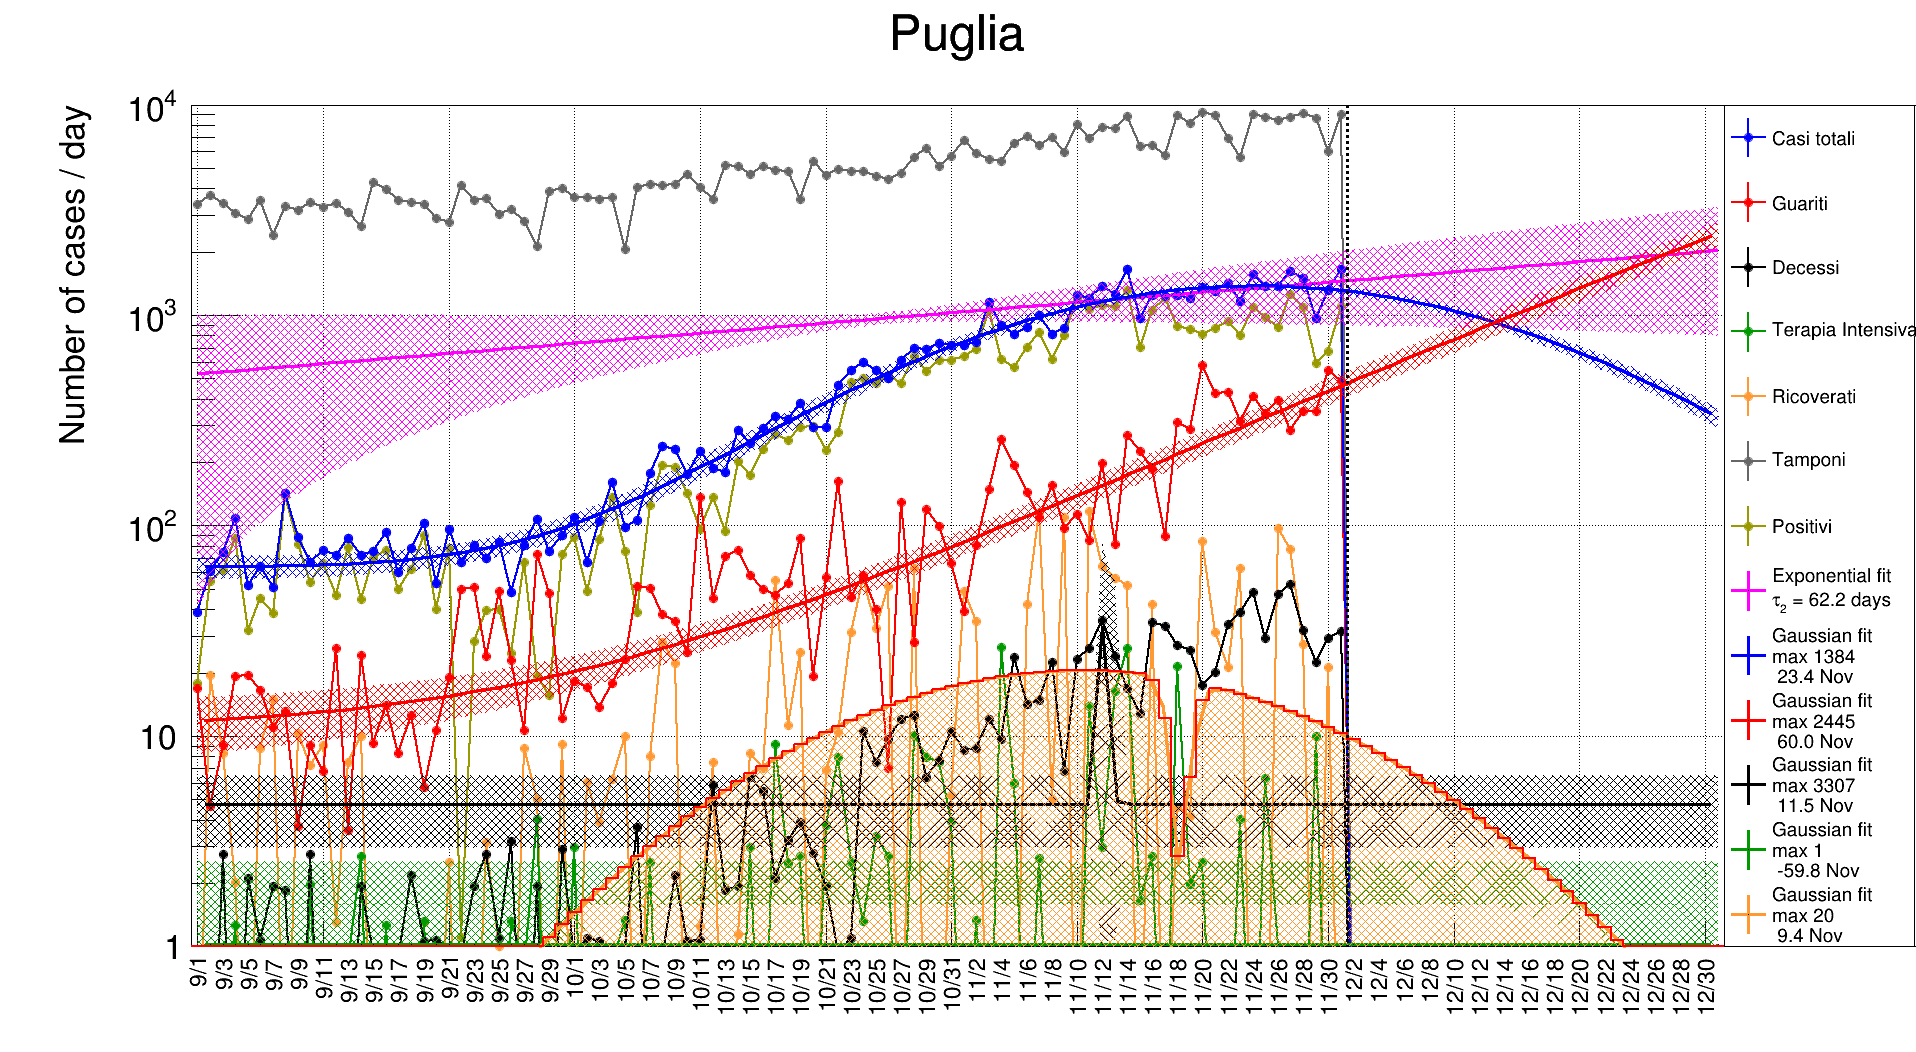 Puglia
Number of cases / day
10^4
10^3
10^2
10
1
9/1
9/3
9/5
9/7
9/9
9/11
9/13
9/15
9/17
9/19
9/21
9/23
9/25
9/27
9/29
10/1
10/3
10/5
10/7
10/9
10/11
10/13
10/15
10/17
10/19
10/21
10/23
10/25
10/27
10/29
10/31
11/2
11/4
11/6
11/8
11/10
11/12
11/14
11/16
11/18
11/20
11/22
11/24
11/26
11/28
11/30
12/2
12/4
12/6
12/8
12/10
12/12
12/14
12/16
12/18
12/20
12/22
12/24
12/26
12/28
12/30
Casi totali
Guariti
Decessi
Terapia Intensiva
Ricoverati
Tamponi
Positivi
Exponential fit
τ2 = 62.2 days
Gaussian fit
max 1384
23.4 Nov
Gaussian fit
max 2445
60.0 Nov
Gaussian fit
max 3307
11.5 Nov
Gaussian fit
max 1
-59.8 Nov
Gaussian fit
max 20
9.4 Nov